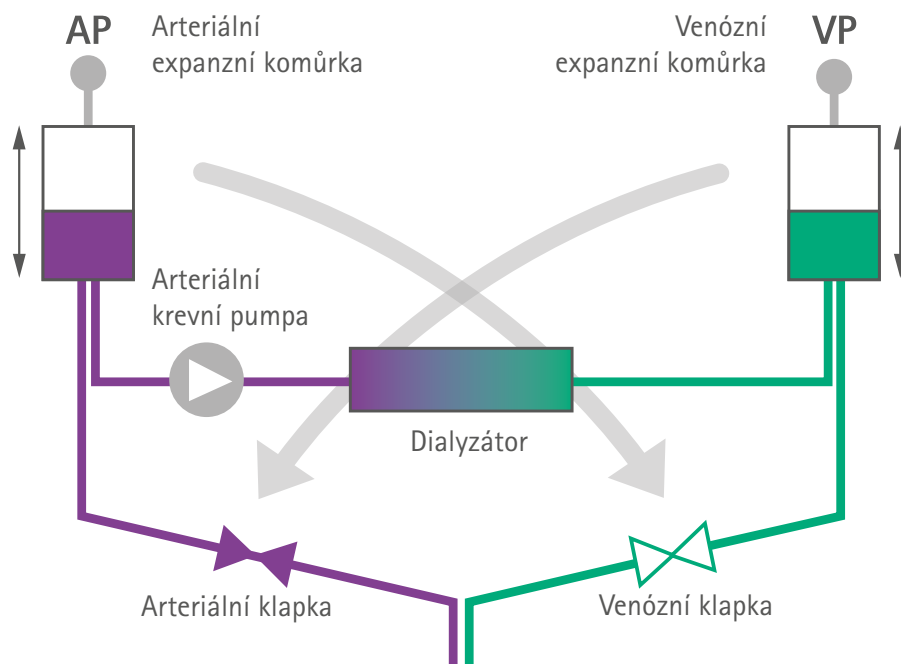 AP
Arteriální
expanzní komůrka
Venózní
expanzní komůrka
VP
Arteriální
krevní pumpa
Dialyzátor
Arteriální klapka
Venózní klapka